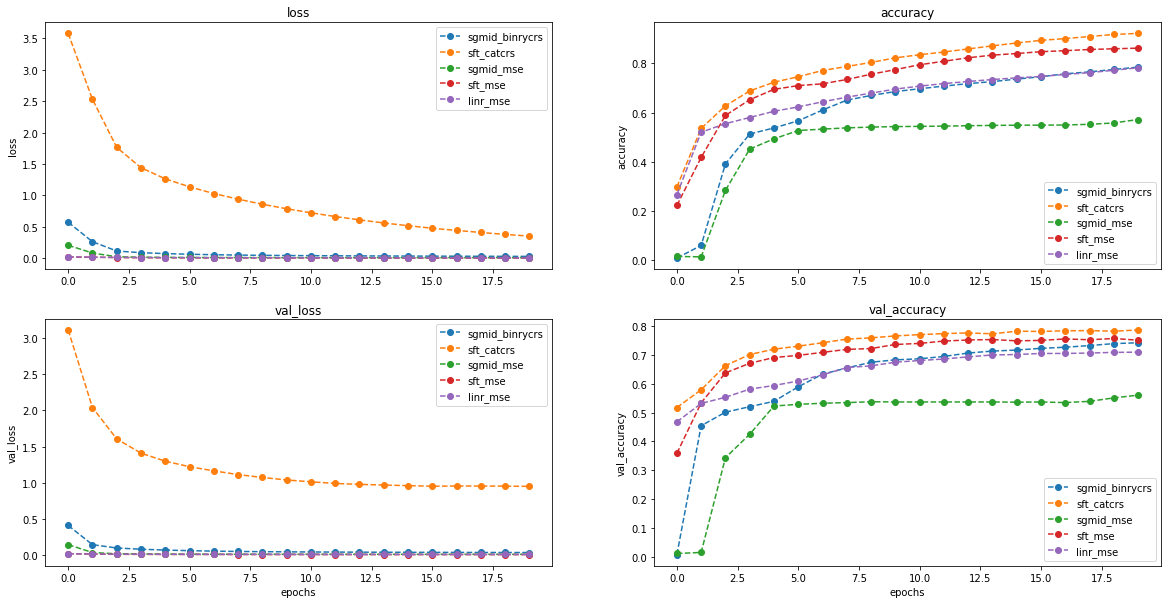 loss
loss
3.5
3.0
2.5
2.0
1.5
1.0
0.5
0.0
0.0
2.5
5.0
7.5
10.0
12.5
15.0
17.5
sgmid_binrycrs
sft_catcrs
sgmid_mse
sft_mse
linr_mse
accuracy
accuracy
0.8
0.6
0.4
0.2
0.0
0.0
2.5
5.0
7.5
10.0
12.5
15.0
17.5
sgmid_binrycrs
sft_catcrs
sgmid_mse
sft_mse
linr_mse
val_loss
val_loss
3.0
2.5
2.0
1.5
1.0
0.5
0.0
0.0
2.5
5.0
7.5
10.0
12.5
15.0
17.5
epochs
sgmid_binrycrs
sft_catcrs
sgmid_mse
sft_mse
linr_mse
val_accuracy
val_accuracy
0.8
0.7
0.6
0.5
0.4
0.3
0.2
0.1
0.0
0.0
2.5
5.0
7.5
10.0
12.5
15.0
17.5
epochs
sgmid_binrycrs
sft_catcrs
sgmid_mse
sft_mse
linr_mse